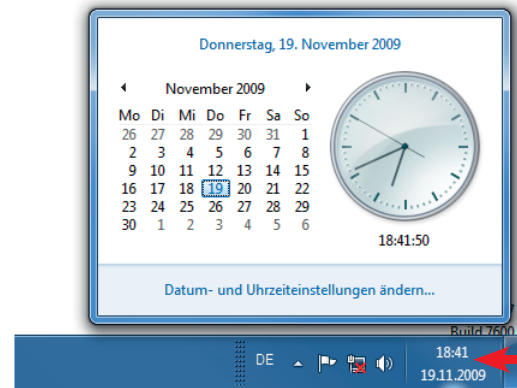 Donnerstag, 19. November 2009
November 2009
Mo Di Mi Do Fr Sa So
26 27 28 29 30 31 1
2 3 4 5 6 7 8
9 10 11 12 13 14 15
16 17 18 19 20 21 22
23 24 25 26 27 28 29
30 1 2 3 4 5 6
18:41:50
Datum- und Uhrzeiteinstellungen ändern...
7
Build 7600
DE
18:41
19.11.2009